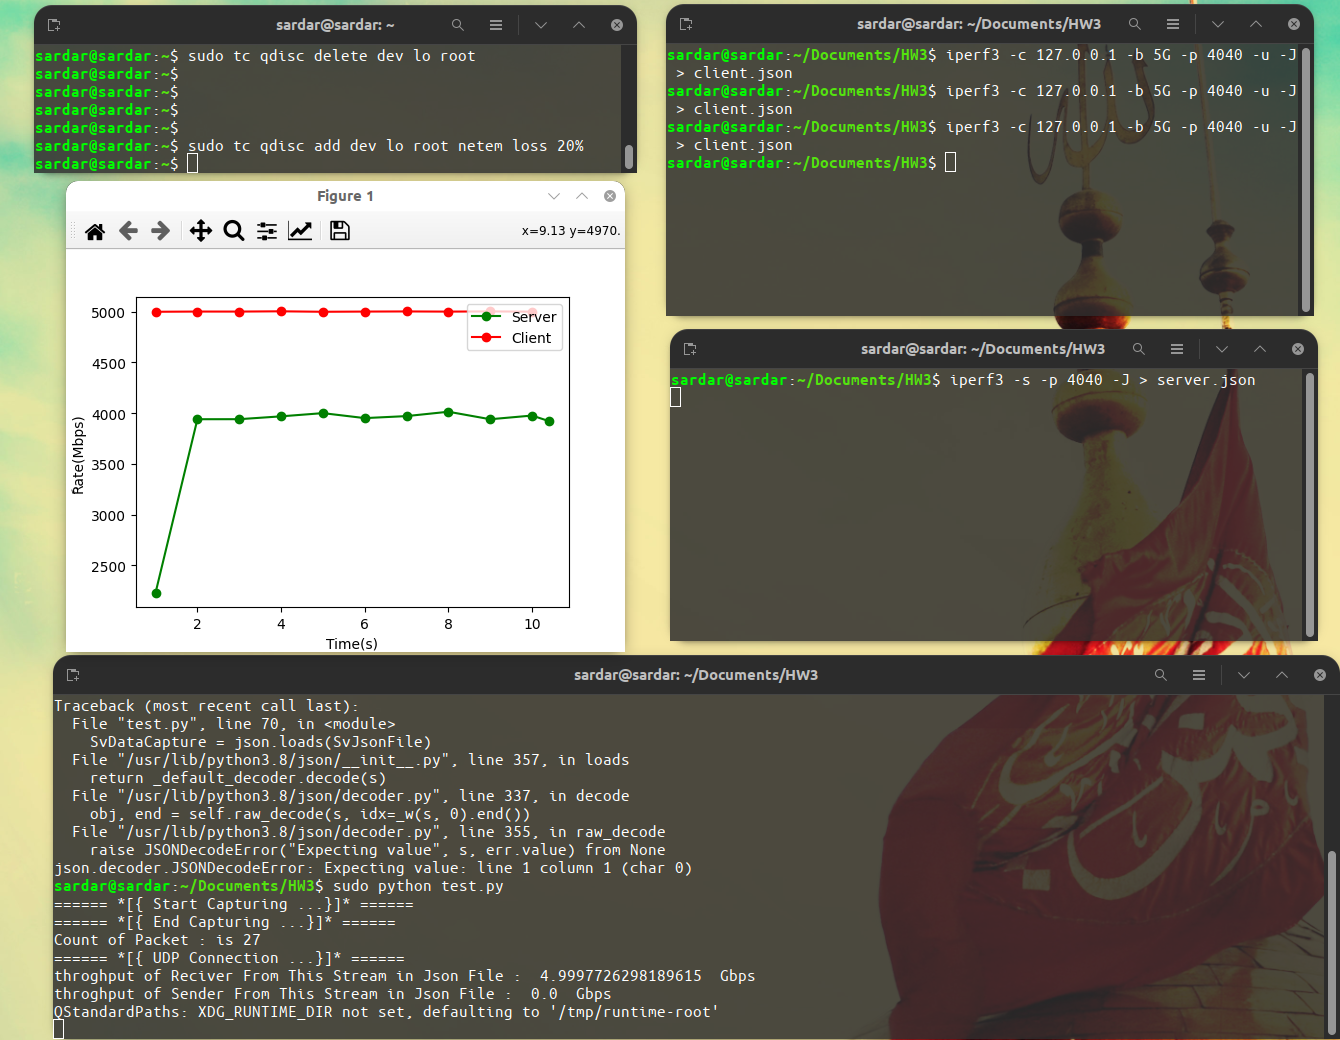 sardar@sardar: ~
sardar@sardar:~$ sudo tc qdisc delete dev lo root
sardar@sardar:~$
sardar@sardar:~$
sardar@sardar:~$
sardar@sardar:~$
sardar@sardar:~$ sudo tc qdisc add dev lo root netem loss 20%
sardar@sardar:~$
sardar@sardar: ~/Documents/HW3
sardar@sardar:~/Documents/HW3$ iperf3 -c 127.0.0.1 -b 5G -p 4040 -u -J
> client.json
sardar@sardar:~/Documents/HW3$ iperf3 -c 127.0.0.1 -b 5G -p 4040 -u -J
> client.json
sardar@sardar:~/Documents/HW3$ iperf3 -c 127.0.0.1 -b 5G -p 4040 -u -J
> client.json
sardar@sardar:~/Documents/HW3$
Figure 1
x=9.13 y=4970.
5000
4500
4000
3500
3000
2500
Rate(Mbps)
Server
Client
2 4 6 8 10
Time(s)
sardar@sardar: ~/Documents/HW3
sardar@sardar:~/Documents/HW3$ iperf3 -s -p 4040 -J > server.json
sardar@sardar: ~/Documents/HW3
Traceback (most recent call last):
File "test.py", line 70, in <module>
SvDataCapture = json.loads(SvJsonFile)
File "/usr/lib/python3.8/json/__init__.py", line 357, in loads
return _default_decoder.decode(s)
File "/usr/lib/python3.8/json/decoder.py", line 337, in decode
obj, end = self.raw_decode(s, idx=_w(s, 0).end())
File "/usr/lib/python3.8/json/decoder.py", line 355, in raw_decode
raise JSONDecodeError("Expecting value", s, err.value) from None
json.decoder.JSONDecodeError: Expecting value: line 1 column 1 (char 0)
sardar@sardar:~/Documents/HW3$ sudo python test.py
====== *[{ Start Capturing ...}]* ======
====== *[{ End Capturing ...}]* ======
Count of Packet : is 27
====== *[{ UDP Connection ...}]* ======
throghput of Reciver From This Stream in Json File :  4.9997726298189615  Gbps
throghput of Sender From This Stream in Json File :  0.0  Gbps
QStandardPaths: XDG_RUNTIME_DIR not set, defaulting to '/tmp/runtime-root'